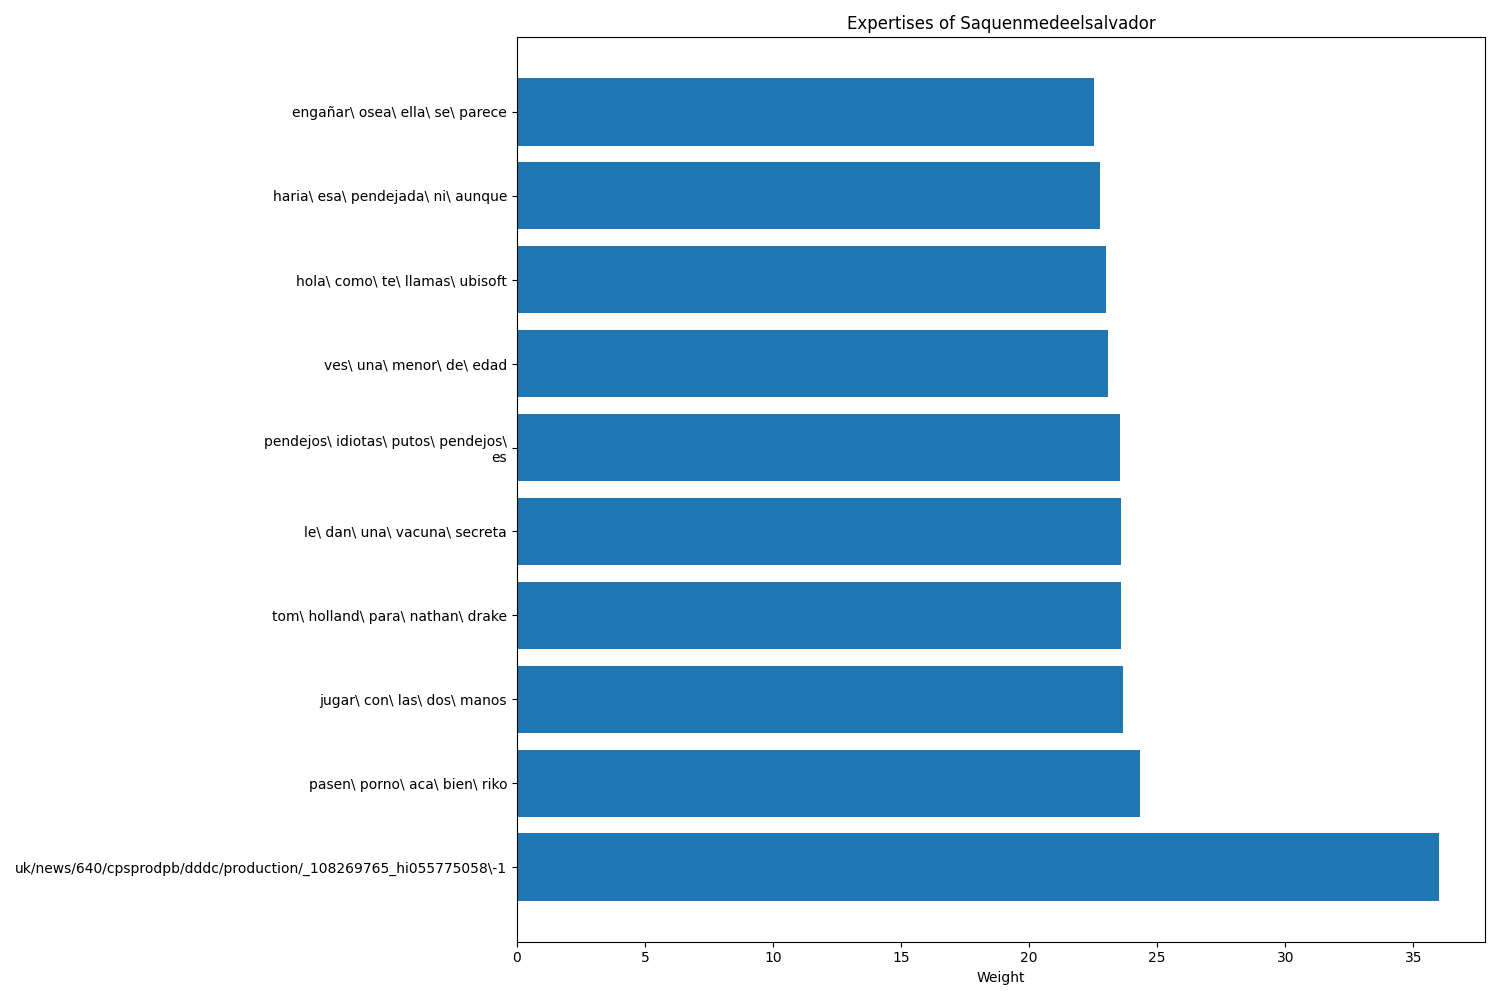 Expertises of Saquenmedeelsalvador
engañar\ osea\ ella\ se\ parece
haria\ esa\ pendejada\ ni\ aunque
hola\ como\ te\ llamas\ ubisoft
ves\ una\ menor\ de\ edad
pendejos\ idiotas\ putos\ pendejos\
es
le\ dan\ una\ vacuna\ secreta
tom\ holland\ para\ nathan\ drake
jugar\ con\ las\ dos\ manos
pasen\ porno\ aca\ bien\ riko
uk/news/640/cpsprodpb/dddc/production/_108269765_hi055775058\-1
0 5 10 15 20 25 30 35
Weight